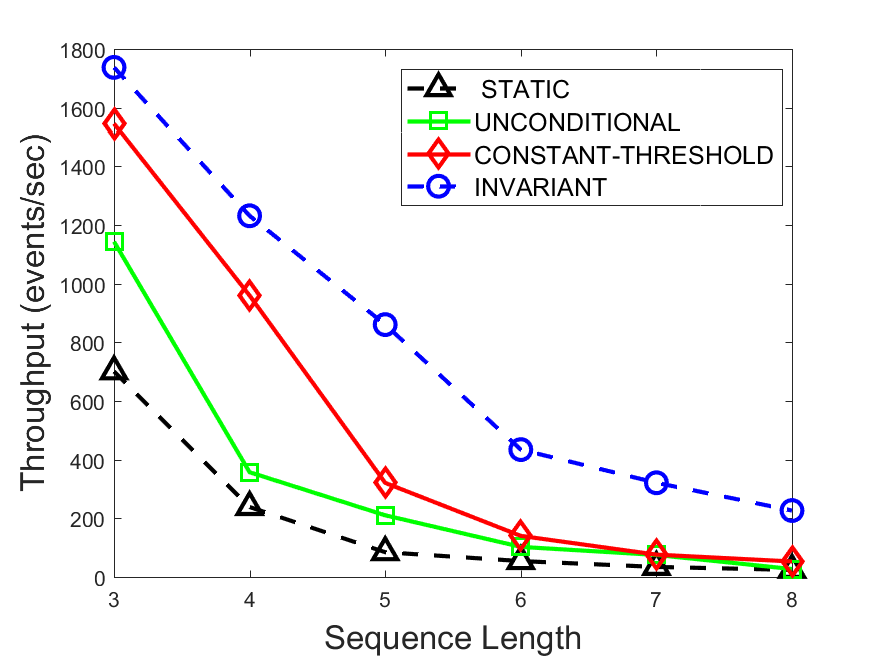 STATIC
UNCONDITIONAL
CONSTANT-THRESHOLD
INVARIANT
Throughput (events/sec)
1800
1600
1400
1200
1000
800
600
400
200
0
3 4 5 6 7 8
Sequence Length